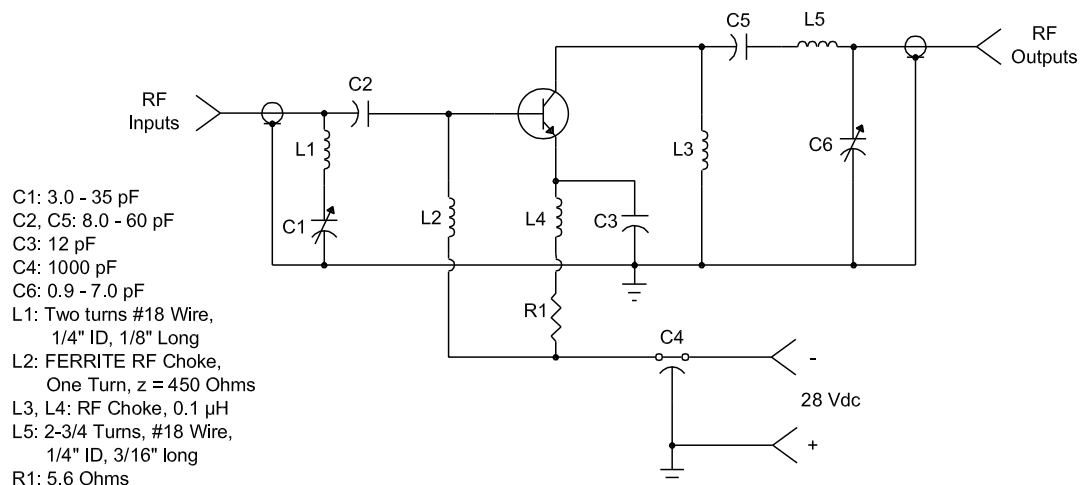 C5
L5
RF
Outputs
C2
RF
Inputs
L1
L3
C6
C1: 3.0 - 35 pF
C2, C5: 8.0 - 60 pF
C3: 12 pF
C4: 1000 pF
C6: 0.9 - 7.0 pF
L1: Two turns #18 Wire,
1/4" ID, 1/8" Long
L2: FERRITE RF Choke,
One Turn, z = 450 Ohms
L3, L4: RF Choke, 0.1 µH
L5: 2-3/4 Turns, #18 Wire,
1/4" ID, 3/16" long
R1: 5.6 Ohms
C1
L2
L4
C3
R1
C4
-
28 Vdc
+